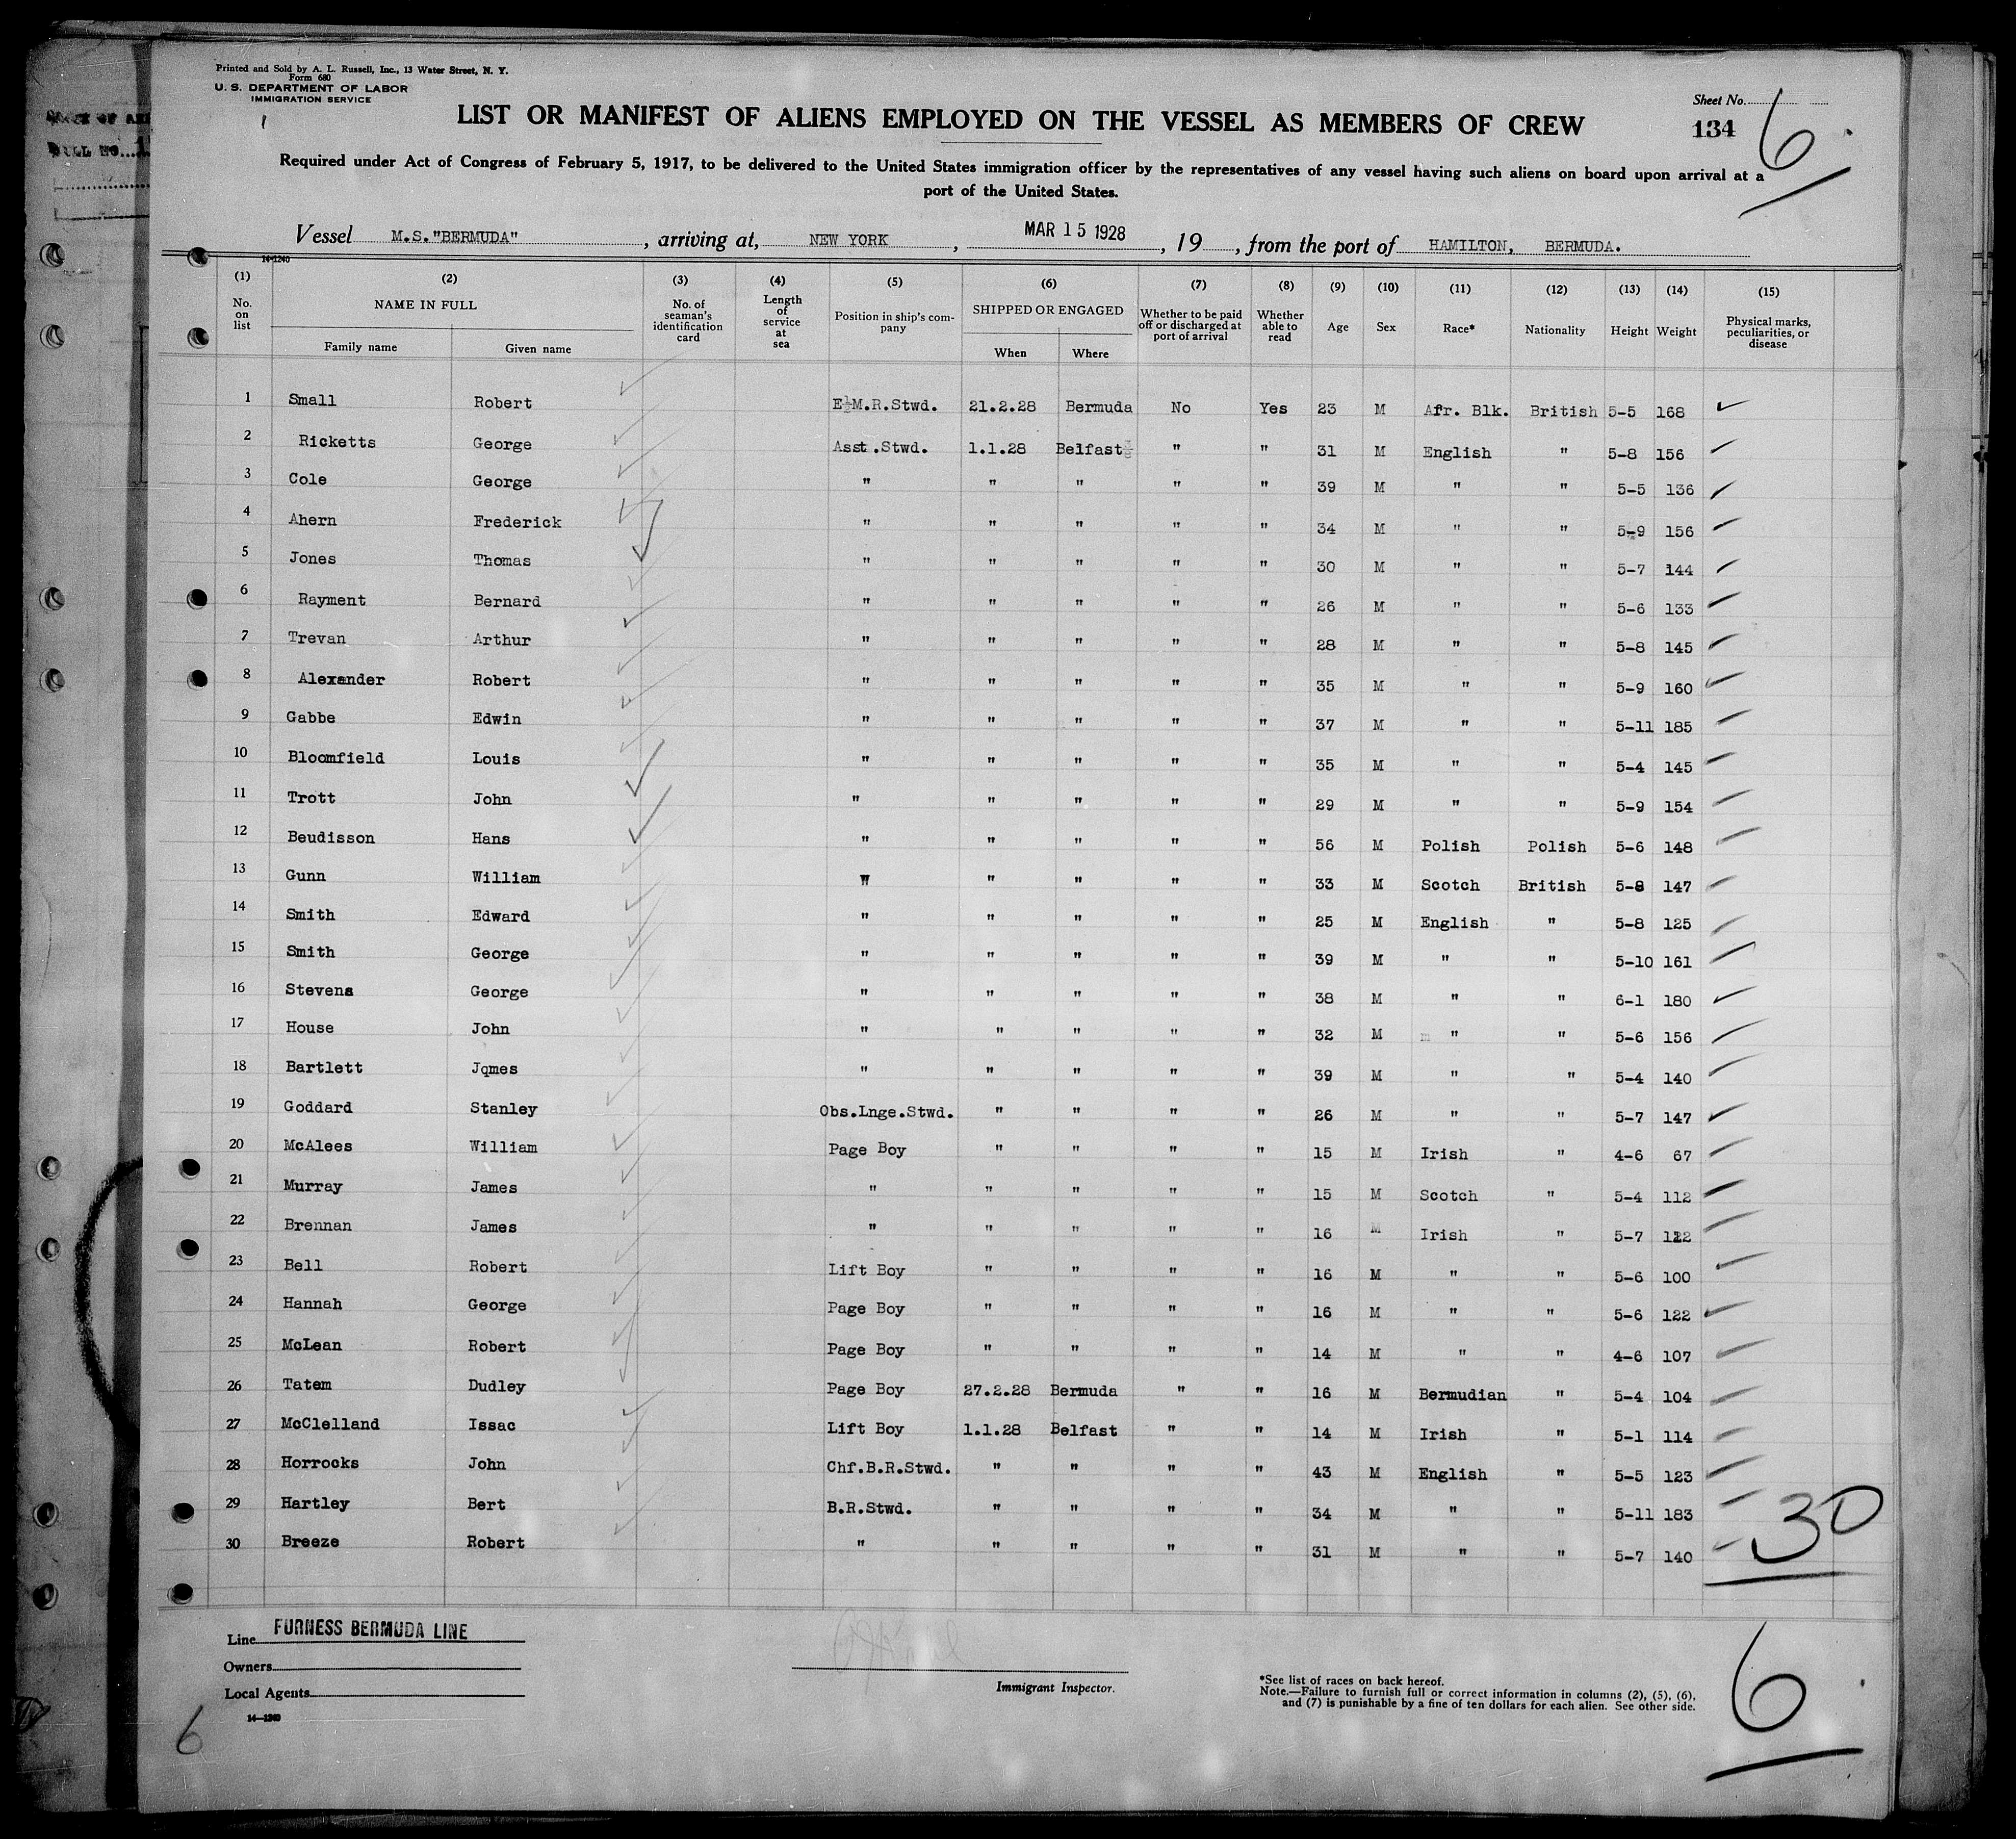 Printed and Sold by A. L. Russell, Inc., 13 Water Street, N. Y.
Form 680
U. S. DEPARTMENT OF LABOR
IMMIGRATION SERVICE
LIST OR MANIFEST OF ALIENS EMPLOYED ON THE VESSEL AS MEMBERS OF CREW
Sheet No. 6
134
Required under Act of Congress of February 5, 1917, to be delivered to the United States immigration officer by the representatives of any vessel having such aliens on board upon arrival at a
port of the United States.
Vessel M.S."BERMUDA", arriving at, NEW YORK, MAR 15 1928, 19, from the port of HAMILTON, BERMUDA.
14-1240
(1) (2) (3) (4) (5) (6) (7) (8) (9) (10) (11) (12) (13) (14) (15)
No. on list NAME IN FULL Family name Given name No. of seaman's identification card Length of service at sea Position in ship's company SHIPPED OR ENGAGED When Where Whether to be paid off or discharged at port of arrival Whether able to read Age Sex Race* Nationality Height Weight Physical marks, peculiarities, or disease
1 Small Robert E½M.R.Stwd. 21.2.28 Bermuda No Yes 23 M Afr. Blk. British 5-5 168
2 Ricketts George Asst.Stwd. 1.1.28 Belfast " " 31 M English " 5-8 156
3 Cole George " " " " " 39 M " " 5-5 136
4 Ahern Frederick " " " " " 34 M " " 5-9 156
5 Jones Thomas " " " " " 30 M " " 5-7 144
6 Rayment Bernard " " " " " 26 M " " 5-6 133
7 Trevan Arthur " " " " " 28 M " " 5-8 145
8 Alexander Robert " " " " " 35 M " " 5-9 160
9 Gabbe Edwin " " " " " 37 M " " 5-11 185
10 Bloomfield Louis " " " " " 35 M " " 5-4 145
11 Trott John " " " " " 29 M " " 5-9 154
12 Beudisson Hans " " " " " 56 M Polish Polish 5-6 148
13 Gunn William " " " " " 33 M Scotch British 5-8 147
14 Smith Edward " " " " " 25 M English " 5-8 125
15 Smith George " " " " " 39 M " " 5-10 161
16 Stevens George " " " " " 38 M " " 6-1 180
17 House John " " " " " 32 M " " 5-6 156
18 Bartlett Jqmes " " " " " 39 M " " 5-4 140
19 Goddard Stanley Obs.Lnge.Stwd. " " " " 26 M " " 5-7 147
20 McAlees William Page Boy " " " " 15 M Irish " 4-6 67
21 Murray James " " " " " 15 M Scotch " 5-4 112
22 Brennan James " " " " " 16 M Irish " 5-7 122
23 Bell Robert Lift Boy " " " " 16 M " " 5-6 100
24 Hannah George Page Boy " " " " 16 M " " 5-6 122
25 McLean Robert Page Boy " " " " 14 M " " 4-6 107
26 Tatem Dudley Page Boy 27.2.28 Bermuda " " 16 M Bermudian " 5-4 104
27 McClelland Issac Lift Boy 1.1.28 Belfast " " 14 M Irish " 5-1 114
28 Horrocks John Chf.B.R.Stwd. " " " " 43 M English " 5-5 123
29 Hartley Bert B.R.Stwd. " " " " 34 M " " 5-11 183
30 Breeze Robert " " " " " 31 M " " 5-7 140
30
Line FURNESS BERMUDA LINE
Owners
Local Agents
14—1240
6
Immigrant Inspector.
*See list of races on back hereof.
Note.—Failure to furnish full or correct information in columns (2), (5), (6),
and (7) is punishable by a fine of ten dollars for each alien. See other side.
6